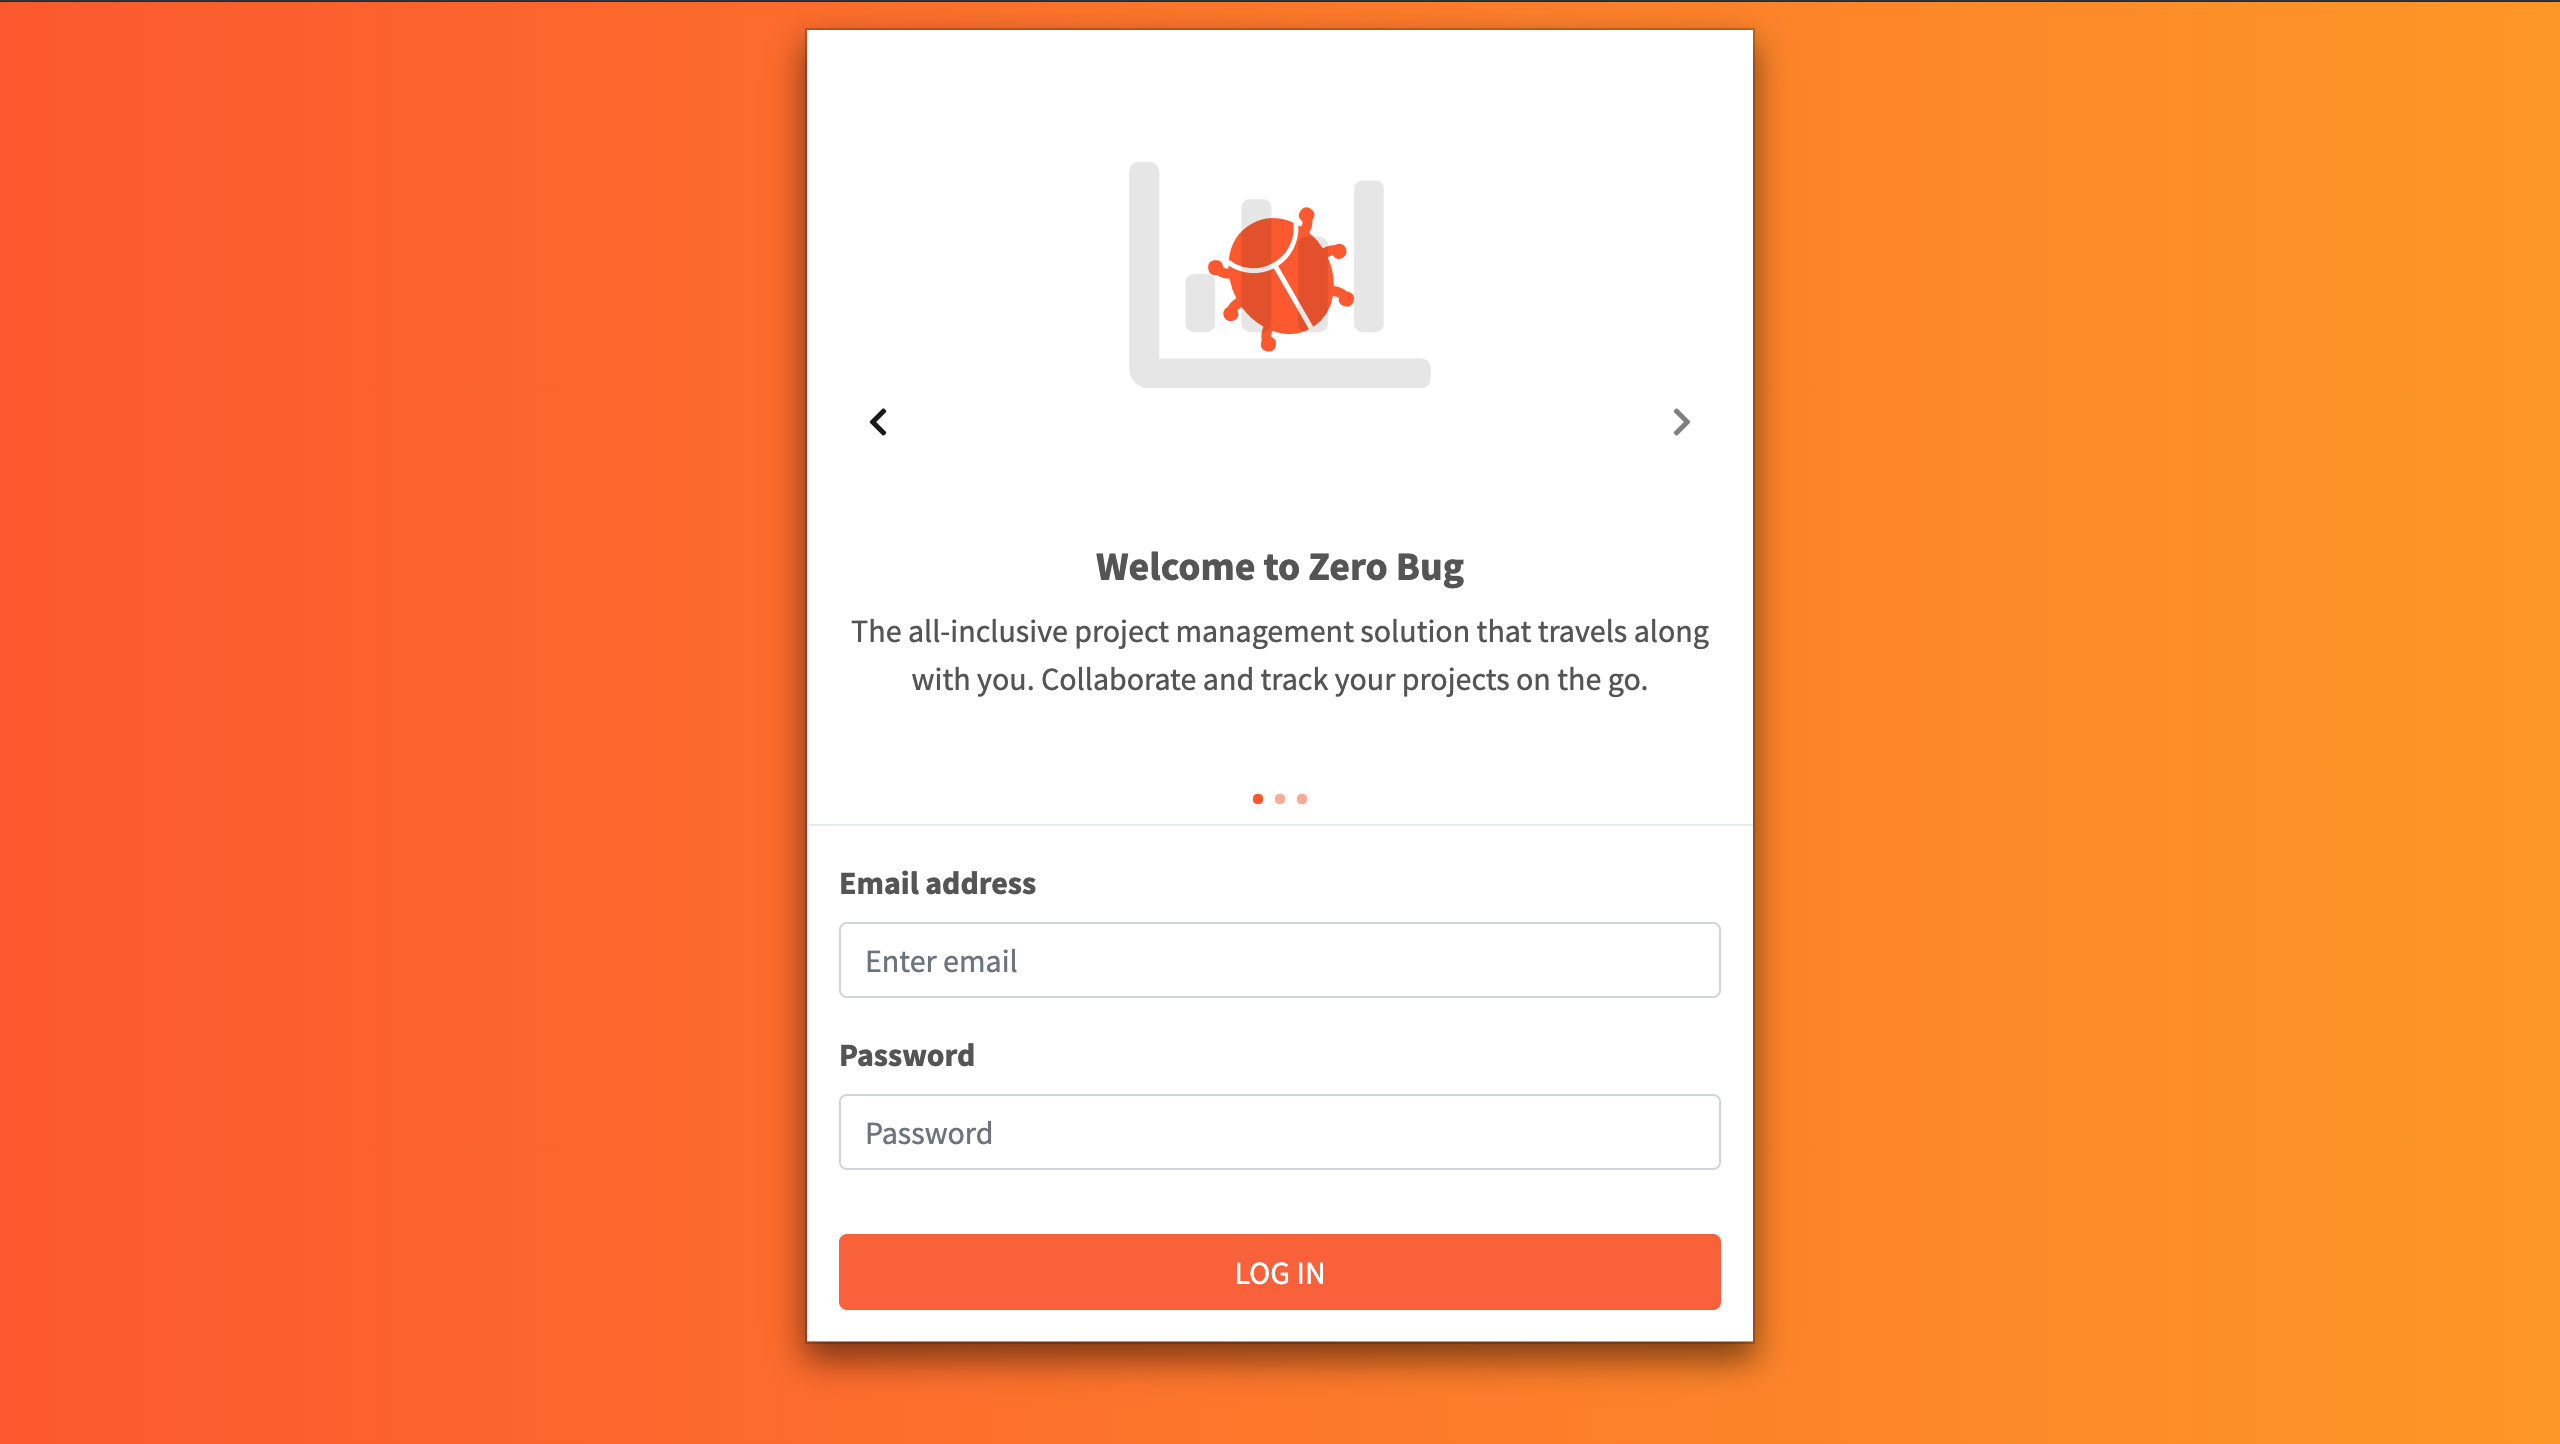 Welcome to Zero Bug
The all-inclusive project management solution that travels along
with you. Collaborate and track your projects on the go.
Email address
Enter email
Password
Password
LOG IN